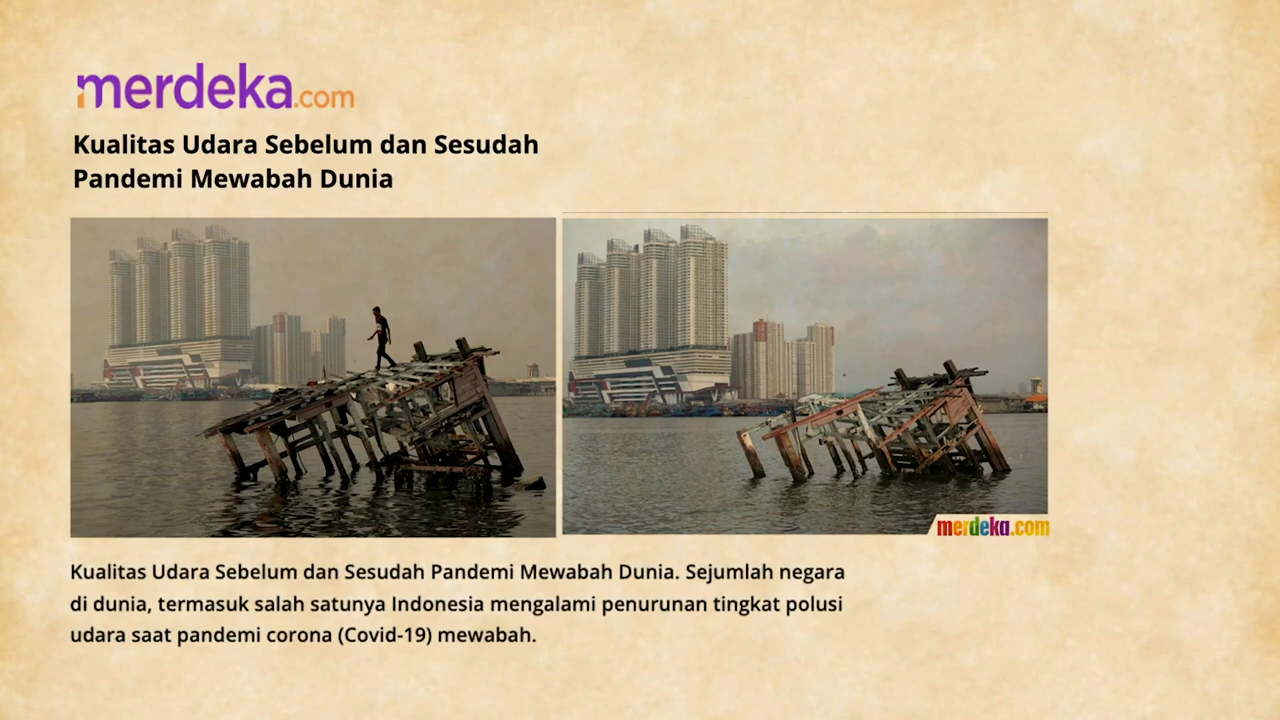 merdeka.com
Kualitas Udara Sebelum dan Sesudah
Pandemi Mewabah Dunia
merdeka.com
Kualitas Udara Sebelum dan Sesudah Pandemi Mewabah Dunia. Sejumlah negara
di dunia, termasuk salah satunya Indonesia mengalami penurunan tingkat polusi
udara saat pandemi corona (Covid-19) mewabah.